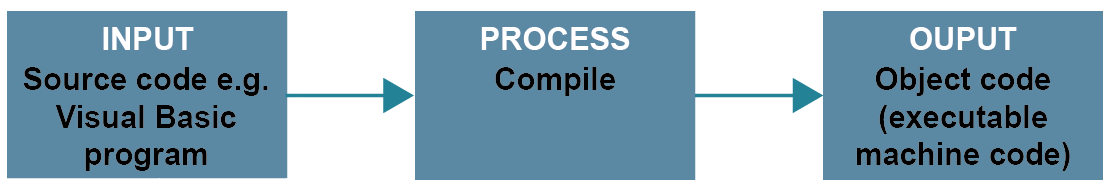 INPUT
Source code e.g.
Visual Basic
program
PROCESS
Compile
OUPUT
Object code
(executable
machine code)